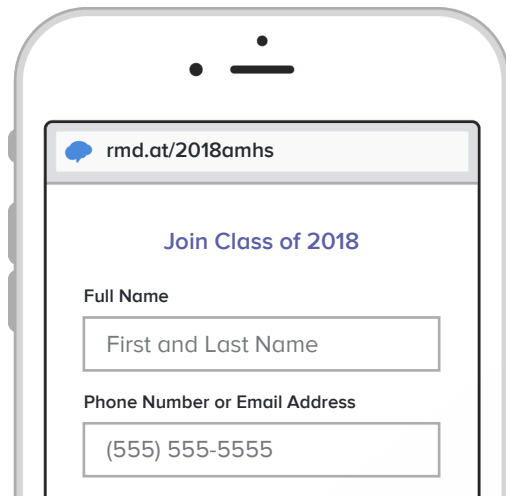 rmd.at/2018amhs
Join Class of 2018
Full Name
First and Last Name
Phone Number or Email Address
(555) 555-5555